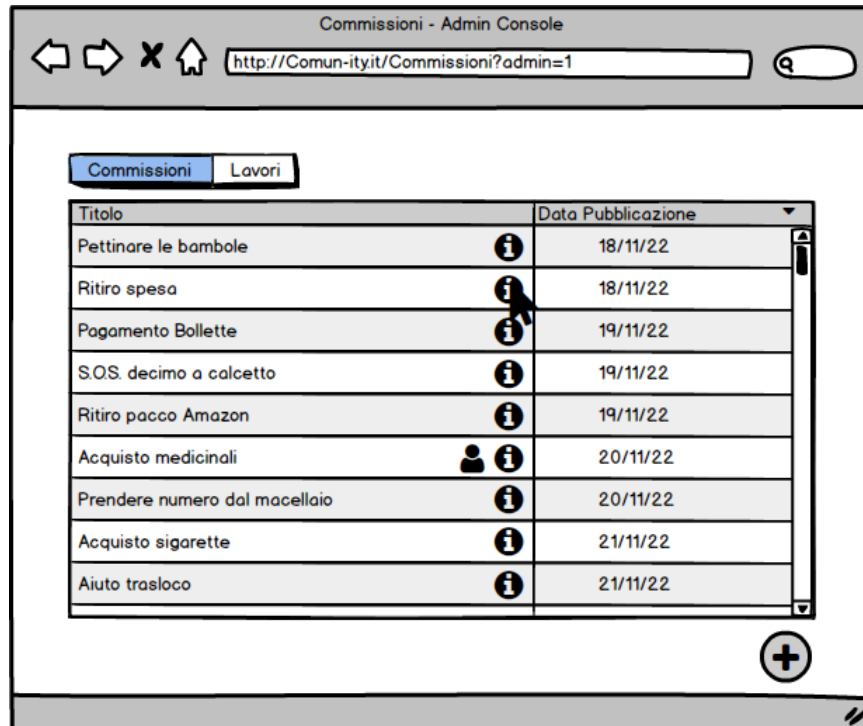 Commissioni - Admin Console
http://Comun-ity.it/Commissioni?admin=1
Commissioni Lavori
Titolo Data Pubblicazione
Pettinare le bambole 18/11/22
Ritiro spesa 18/11/22
Pagamento Bollette 19/11/22
S.O.S. decimo a calcetto 19/11/22
Ritiro pacco Amazon 19/11/22
Acquisto medicinali 20/11/22
Prendere numero dal macellaio 20/11/22
Acquisto sigarette 21/11/22
Aiuto trasloco 21/11/22